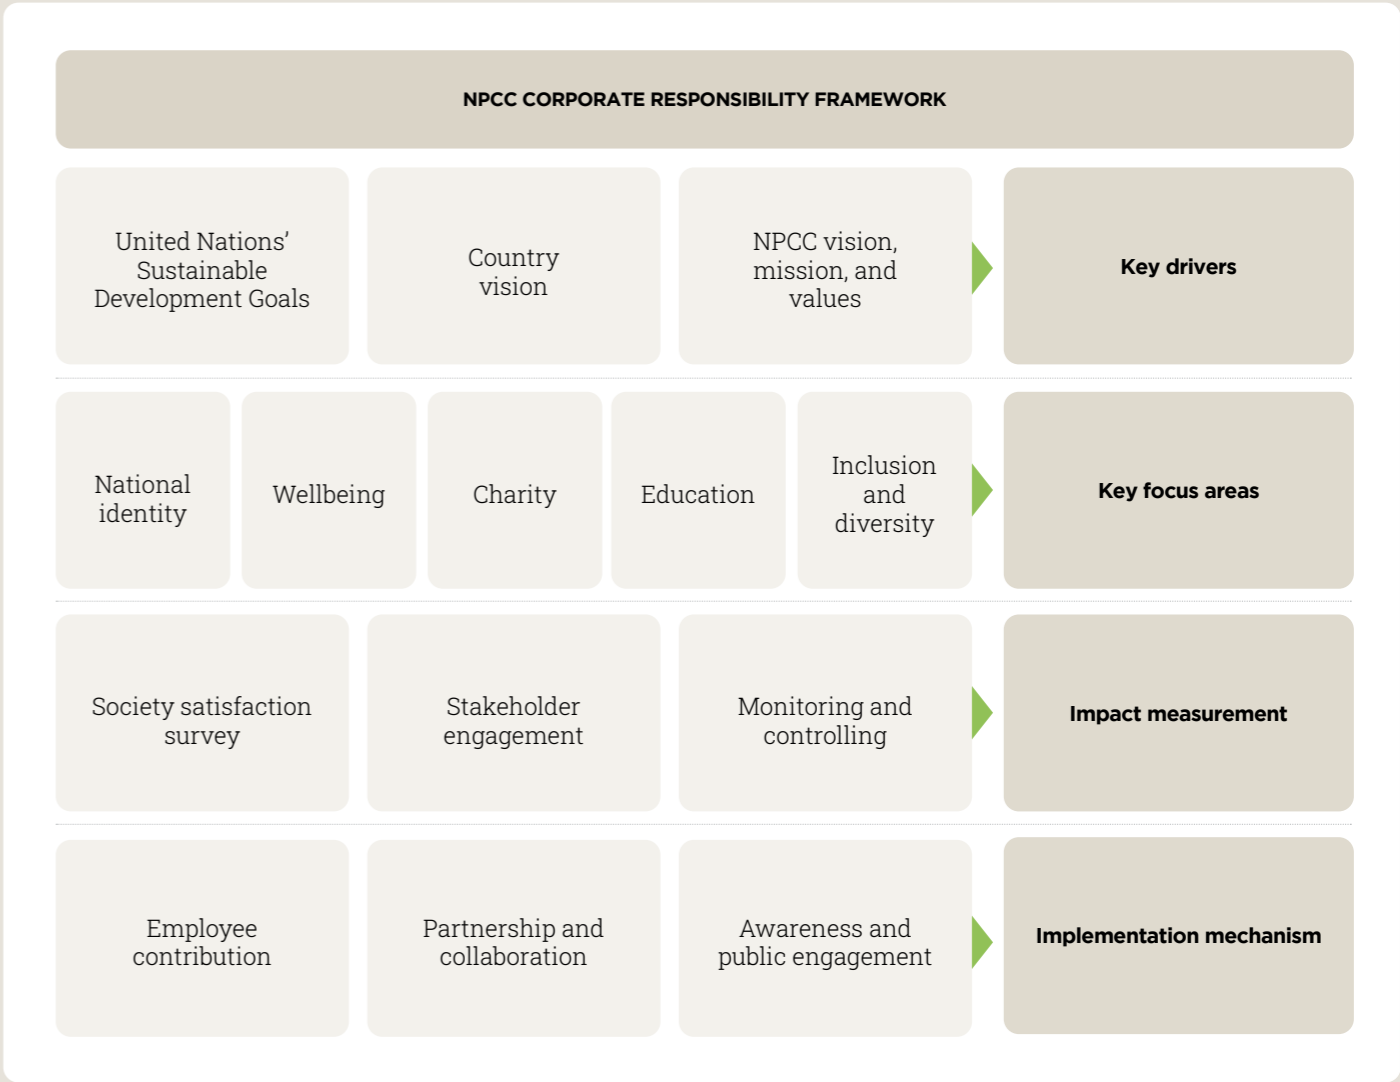 NPCC CORPORATE RESPONSIBILITY FRAMEWORK
United Nations’
Sustainable
Development Goals
Country
vision
NPCC vision,
mission, and
values
Key drivers
National
identity
Wellbeing
Charity
Education
Inclusion
and
diversity
Key focus areas
Society satisfaction
survey
Stakeholder
engagement
Monitoring and
controlling
Impact measurement
Employee
contribution
Partnership and
collaboration
Awareness and
public engagement
Implementation mechanism